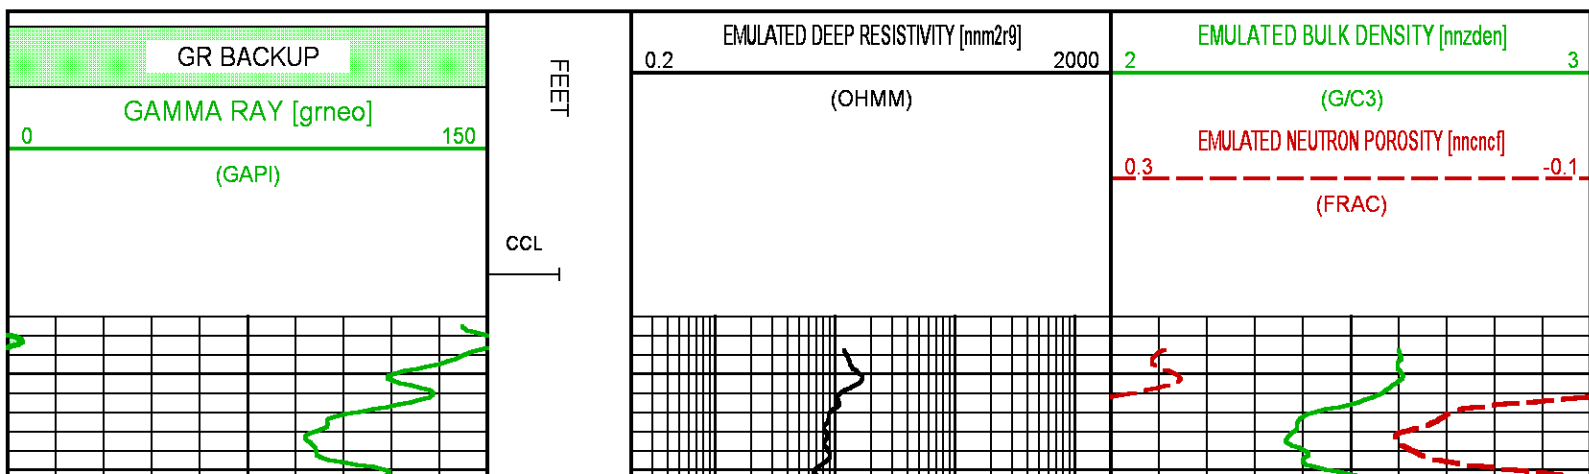 GR BACKUP
GAMMA RAY [grneo]
0 150
(GAPI)
FEET
CCL
EMULATED DEEP RESISTIVITY [nnm2r9]
0.2 2000
(OHMM)
EMULATED BULK DENSITY [nnzden]
2 3
(G/C3)
EMULATED NEUTRON POROSITY [nncncf]
0.3 -0.1
(FRAC)